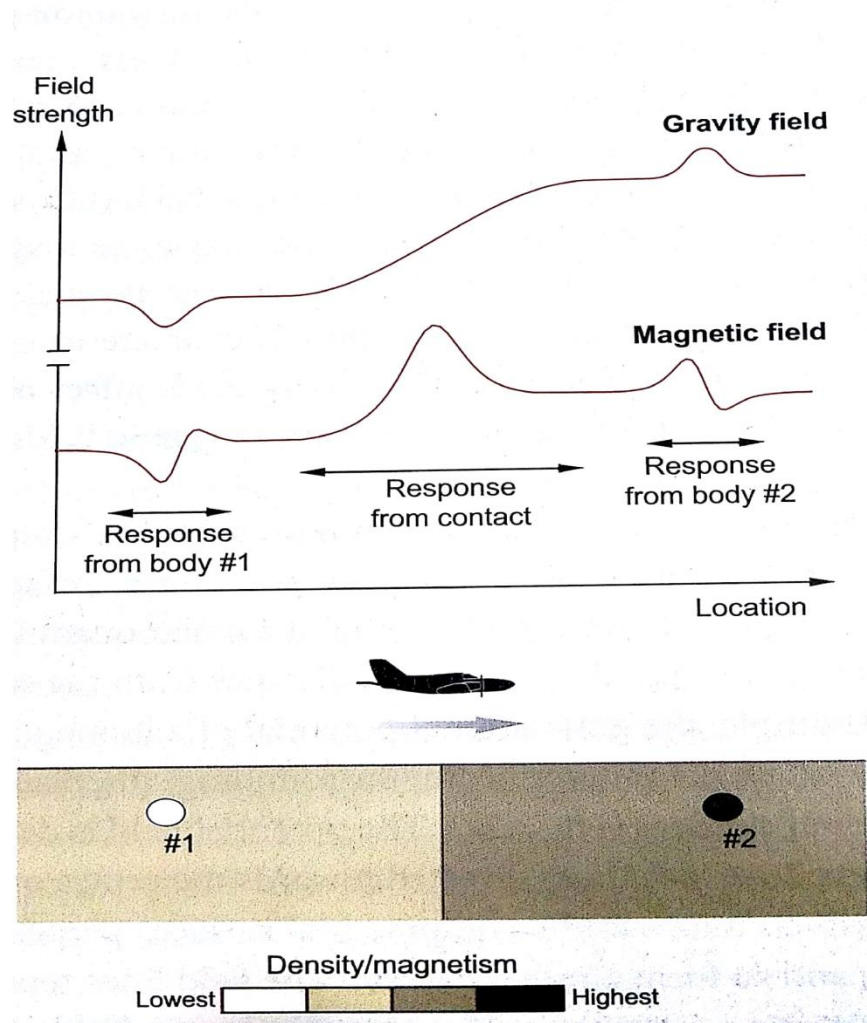 Field
strength
Gravity field
Magnetic field
Response
from body #1
Response
from contact
Response
from body #2
Location
#1
#2
Density/magnetism
Lowest
Highest